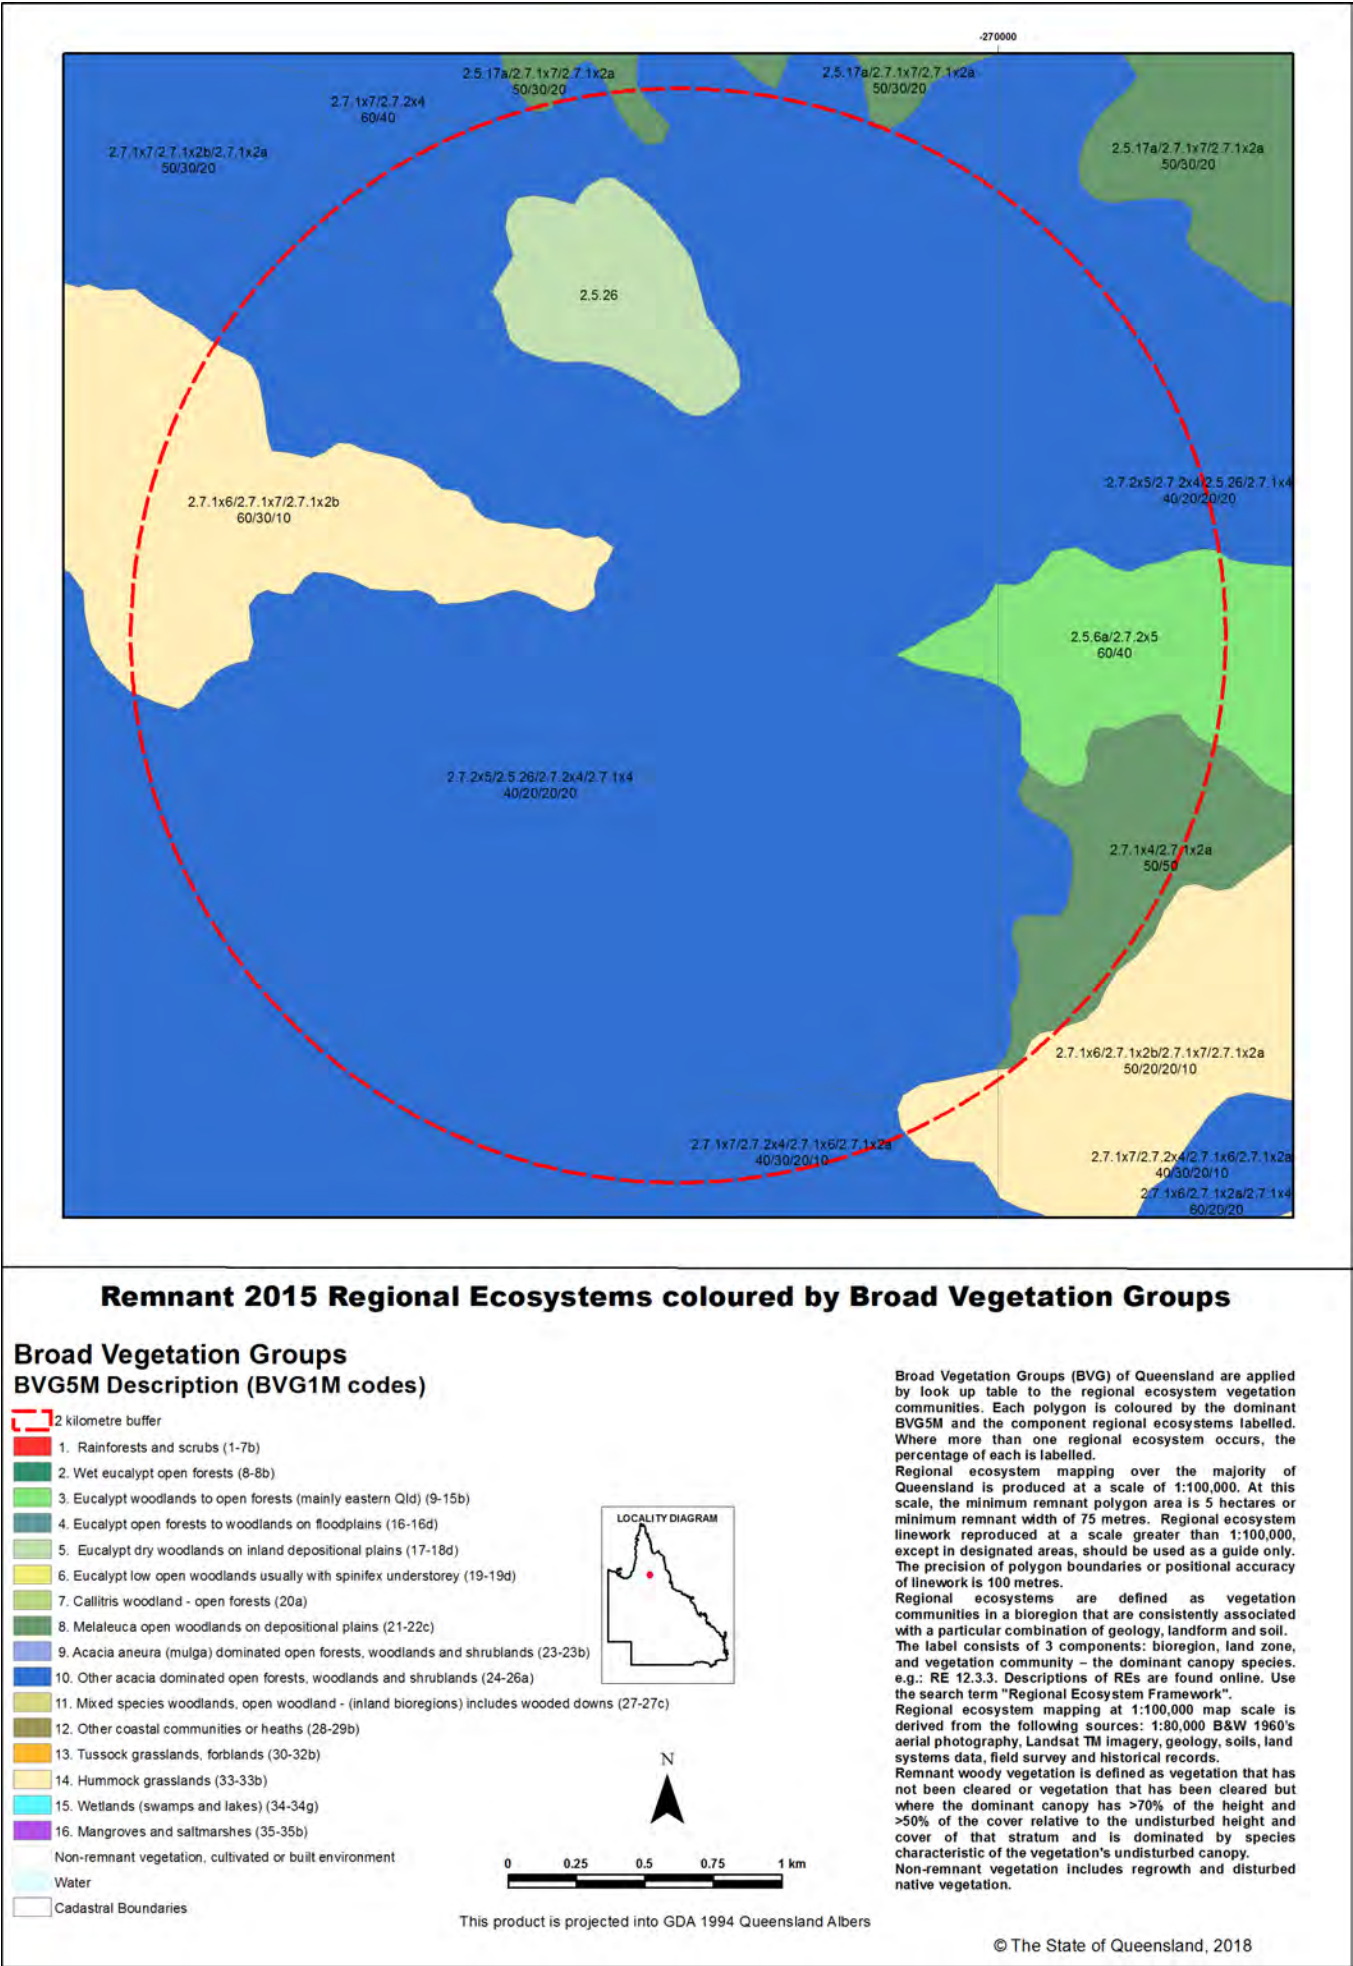 -270000
2.5.17a/2.7.1x7/2.7.1x2a
50/30/20
2.5.17a/2.7.1x7/2.7.1x2a
50/30/20
2.7.1x7/2.7.2x4
60/40
2.7.1x7/2.7.1x2b/2.7.1x2a
50/30/20
2.5.17a/2.7.1x7/2.7.1x2a
50/30/20
2.5.26
2.7.2x5/2.7.2x4/2.5.26/2.7.1x4
40/20/20/20
2.7.1x6/2.7.1x7/2.7.1x2b
60/30/10
2.5.6a/2.7.2x5
60/40
2.7.2x5/2.5.26/2.7.2x4/2.7.1x4
40/20/20/20
2.7.1x4/2.7.1x2a
50/50
2.7.1x6/2.7.1x2b/2.7.1x7/2.7.1x2a
50/20/20/10
2.7.1x7/2.7.2x4/2.7.1x6/2.7.1x2a
40/30/20/10
2.7.1x7/2.7.2x4/2.7.1x6/2.7.1x2a
40/30/20/10
2.7.1x6/2.7.1x2a/2.7.1x4
60/20/20
Remnant 2015 Regional Ecosystems coloured by Broad Vegetation Groups
Broad Vegetation Groups
BVG5M Description (BVG1M codes)
2 kilometre buffer
1. Rainforests and scrubs (1-7b)
2. Wet eucalypt open forests (8-8b)
3. Eucalypt woodlands to open forests (mainly eastern Qld) (9-15b)
4. Eucalypt open forests to woodlands on floodplains (16-16d)
5. Eucalypt dry woodlands on inland depositional plains (17-18d)
6. Eucalypt low open woodlands usually with spinifex understorey (19-19d)
7. Callitris woodland - open forests (20a)
8. Melaleuca open woodlands on depositional plains (21-22c)
9. Acacia aneura (mulga) dominated open forests, woodlands and shrublands (23-23b)
10. Other acacia dominated open forests, woodlands and shrublands (24-26a)
11. Mixed species woodlands, open woodland - (inland bioregions) includes wooded downs (27-27c)
12. Other coastal communities or heaths (28-29b)
13. Tussock grasslands, forblands (30-32b)
14. Hummock grasslands (33-33b)
15. Wetlands (swamps and lakes) (34-34g)
16. Mangroves and saltmarshes (35-35b)
Non-remnant vegetation, cultivated or built environment
Water
Cadastral Boundaries
LOCALITY DIAGRAM
N
0 0.25 0.5 0.75 1 km
This product is projected into GDA 1994 Queensland Albers
Broad Vegetation Groups (BVG) of Queensland are applied
by look up table to the regional ecosystem vegetation
communities. Each polygon is coloured by the dominant
BVG5M and the component regional ecosystems labelled.
Where more than one regional ecosystem occurs, the
percentage of each is labelled.
Regional ecosystem mapping over the majority of
Queensland is produced at a scale of 1:100,000. At this
scale, the minimum remnant polygon area is 5 hectares or
minimum remnant width of 75 metres. Regional ecosystem
linework reproduced at a scale greater than 1:100,000,
except in designated areas, should be used as a guide only.
The precision of polygon boundaries or positional accuracy
of linework is 100 metres.
Regional ecosystems are defined as vegetation
communities in a bioregion that are consistently associated
with a particular combination of geology, landform and soil.
The label consists of 3 components: bioregion, land zone,
and vegetation community – the dominant canopy species.
e.g.: RE 12.3.3. Descriptions of REs are found online. Use
the search term "Regional Ecosystem Framework".
Regional ecosystem mapping at 1:100,000 map scale is
derived from the following sources: 1:80,000 B&W 1960's
aerial photography, Landsat TM imagery, geology, soils, land
systems data, field survey and historical records.
Remnant woody vegetation is defined as vegetation that has
not been cleared or vegetation that has been cleared but
where the dominant canopy has >70% of the height and
>50% of the cover relative to the undisturbed height and
cover of that stratum and is dominated by species
characteristic of the vegetation's undisturbed canopy.
Non-remnant vegetation includes regrowth and disturbed
native vegetation.
© The State of Queensland, 2018